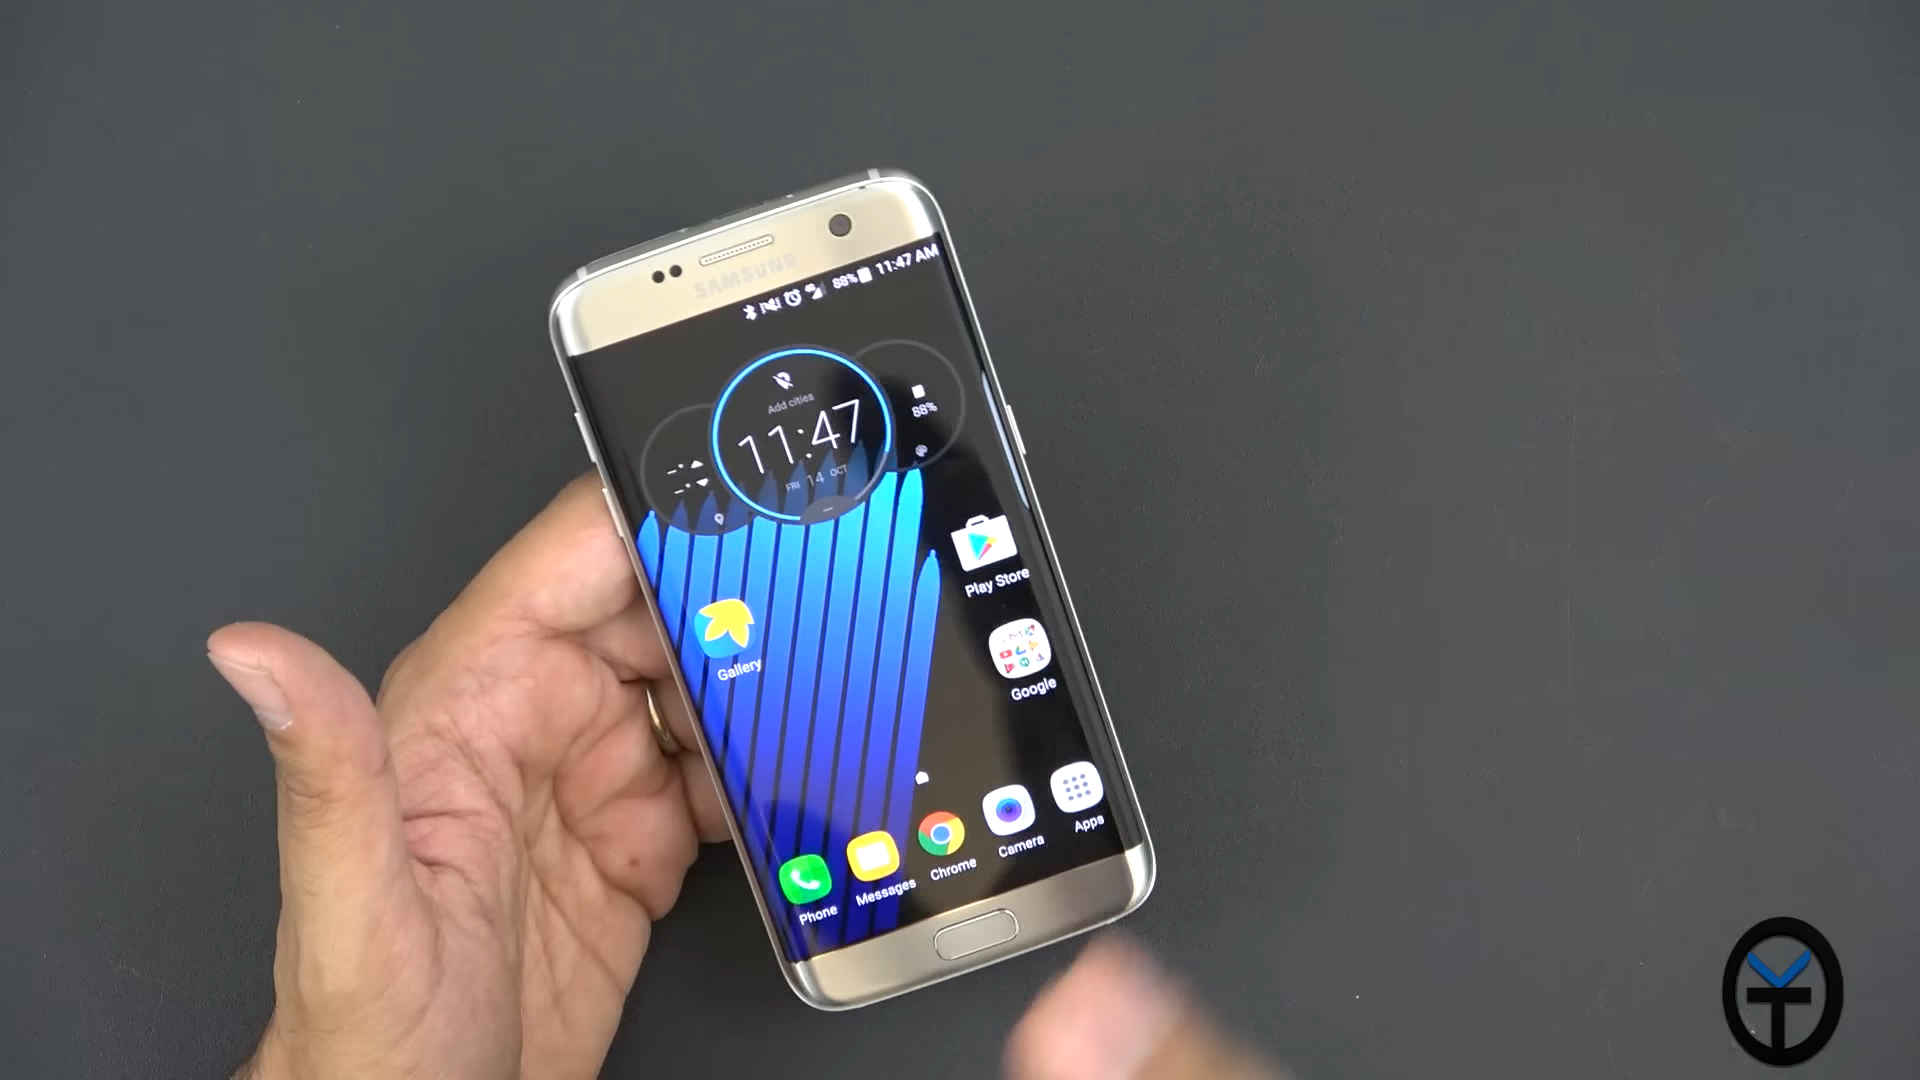 SAMSUNG
88% 11:47 AM
Add cities
11:47
FRI 14 OCT
88%
Play Store
Gallery
Google
Phone
Messages
Chrome
Camera
Apps